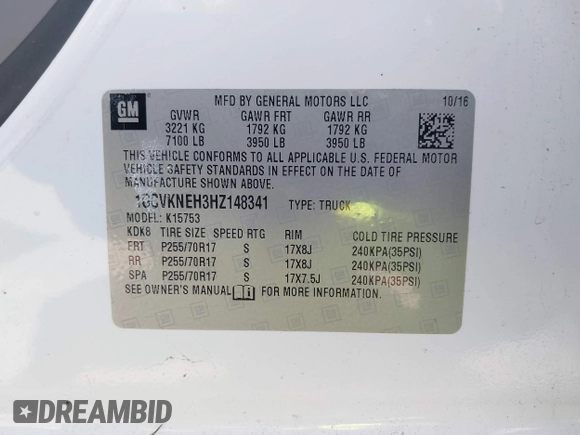 GM
MFD BY GENERAL MOTORS LLC 10/16
GVWR GAWR FRT GAWR RR
3221 KG 1792 KG 1792 KG
7100 LB 3950 LB 3950 LB
THIS VEHICLE CONFORMS TO ALL APPLICABLE U.S. FEDERAL MOTOR
VEHICLE SAFETY STANDARDS IN EFFECT ON THE DATE OF
MANUFACTURE SHOWN ABOVE.
1GCVKNEH3HZ148341 TYPE: TRUCK
MODEL: K15753
KDK8 TIRE SIZE SPEED RTG RIM COLD TIRE PRESSURE
FRT P255/70R17 S 17X8J 240KPA(35PSI)
RR P255/70R17 S 17X8J 240KPA(35PSI)
SPA P255/70R17 S 17X7.5J 240KPA(35PSI)
SEE OWNER'S MANUAL FOR MORE INFORMATION.
DREAMBID